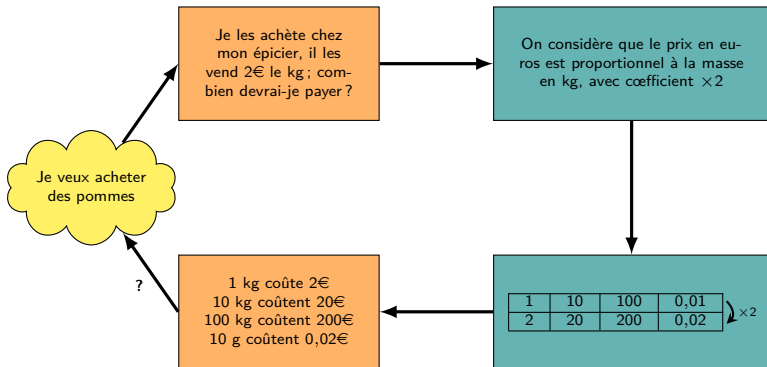 Je les achète chez
mon épicier, il les
vend 2€ le kg ; com-
bien devrai-je payer ?
On considère que le prix en eu-
ros est proportionnel à la masse
en kg, avec cœfficient ×2
Je veux acheter
des pommes
?
1 kg coûte 2€
10 kg coûtent 20€
100 kg coûtent 200€
10 g coûtent 0,02€
1 10 100 0,01
2 20 200 0,02
×2